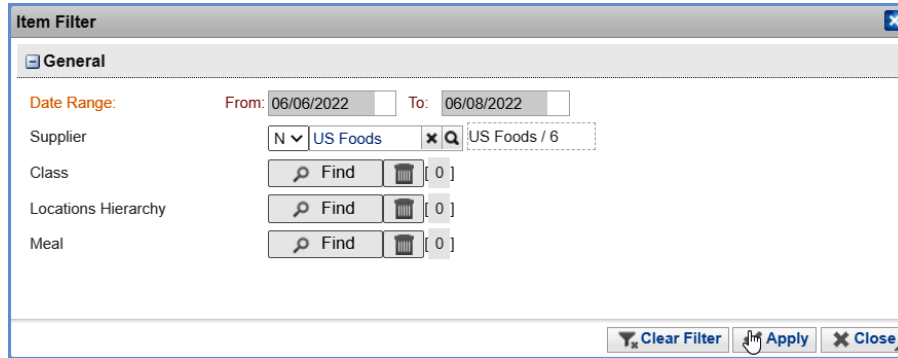 Item Filter
General
Date Range: From: 06/06/2022 To: 06/08/2022
Supplier N US Foods US Foods / 6
Class Find [ 0 ]
Locations Hierarchy Find [ 0 ]
Meal Find [ 0 ]
Clear Filter Apply Close